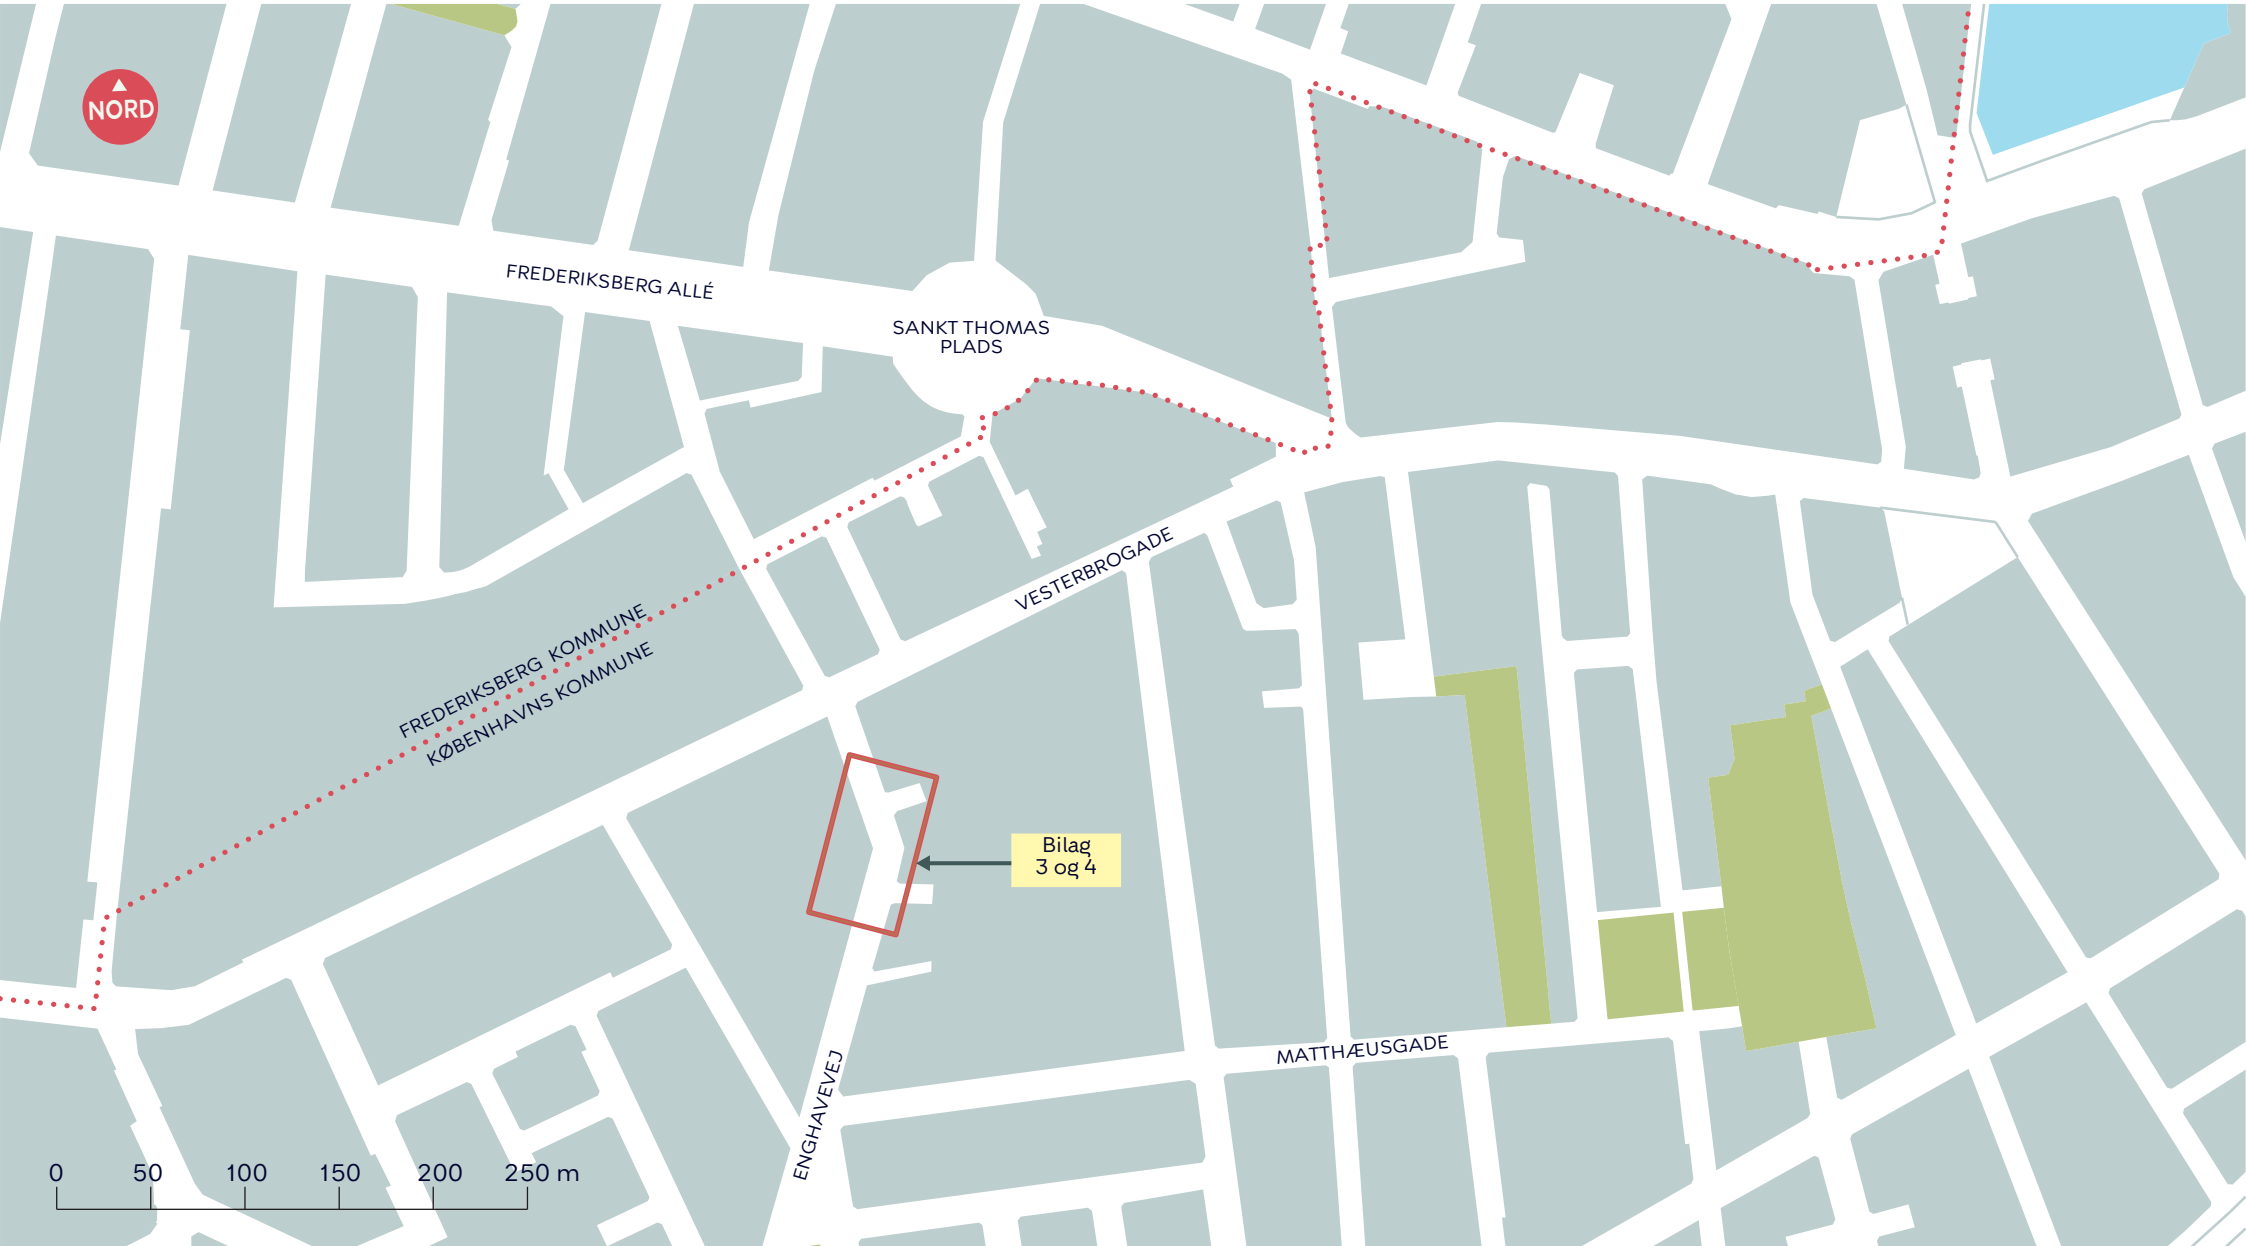 NORD
FREDERIKSBERG ALLÉ
SANKT THOMAS
PLADS
VESTERBROGADE
FREDERIKSBERG KOMMUNE
KØBENHAVNS KOMMUNE
Bilag
3 og 4
MATTHÆUSGADE
ENGHAVEVEJ
0 50 100 150 200 250 m